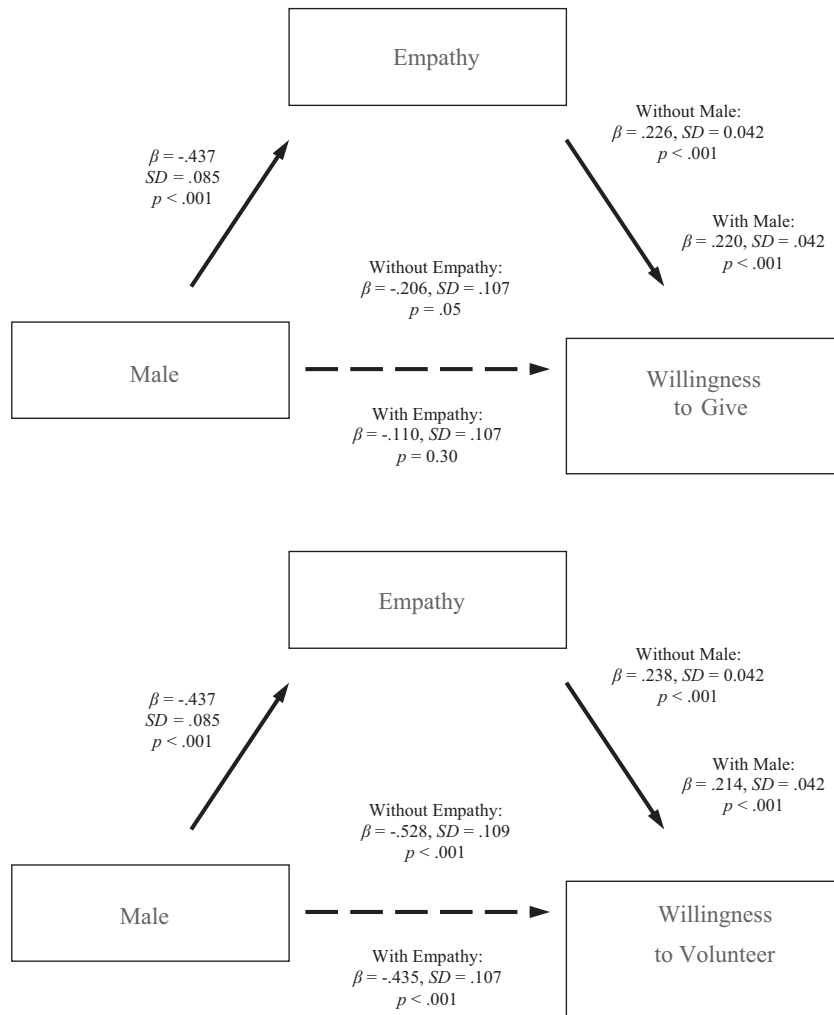 Empathy
Without Male:
β = .226, SD = 0.042
p < .001
β = -.437
SD = .085
p < .001
With Male:
β = .220, SD = .042
p < .001
Without Empathy:
β = -.206, SD = .107
p = .05
Male
Willingness
to Give
With Empathy:
β = -.110, SD = .107
p = 0.30
Empathy
Without Male:
β = .238, SD = 0.042
p < .001
β = -.437
SD = .085
p < .001
With Male:
β = .214, SD = .042
p < .001
Without Empathy:
β = -.528, SD = .109
p < .001
Male
Willingness
to Volunteer
With Empathy:
β = -.435, SD = .107
p < .001